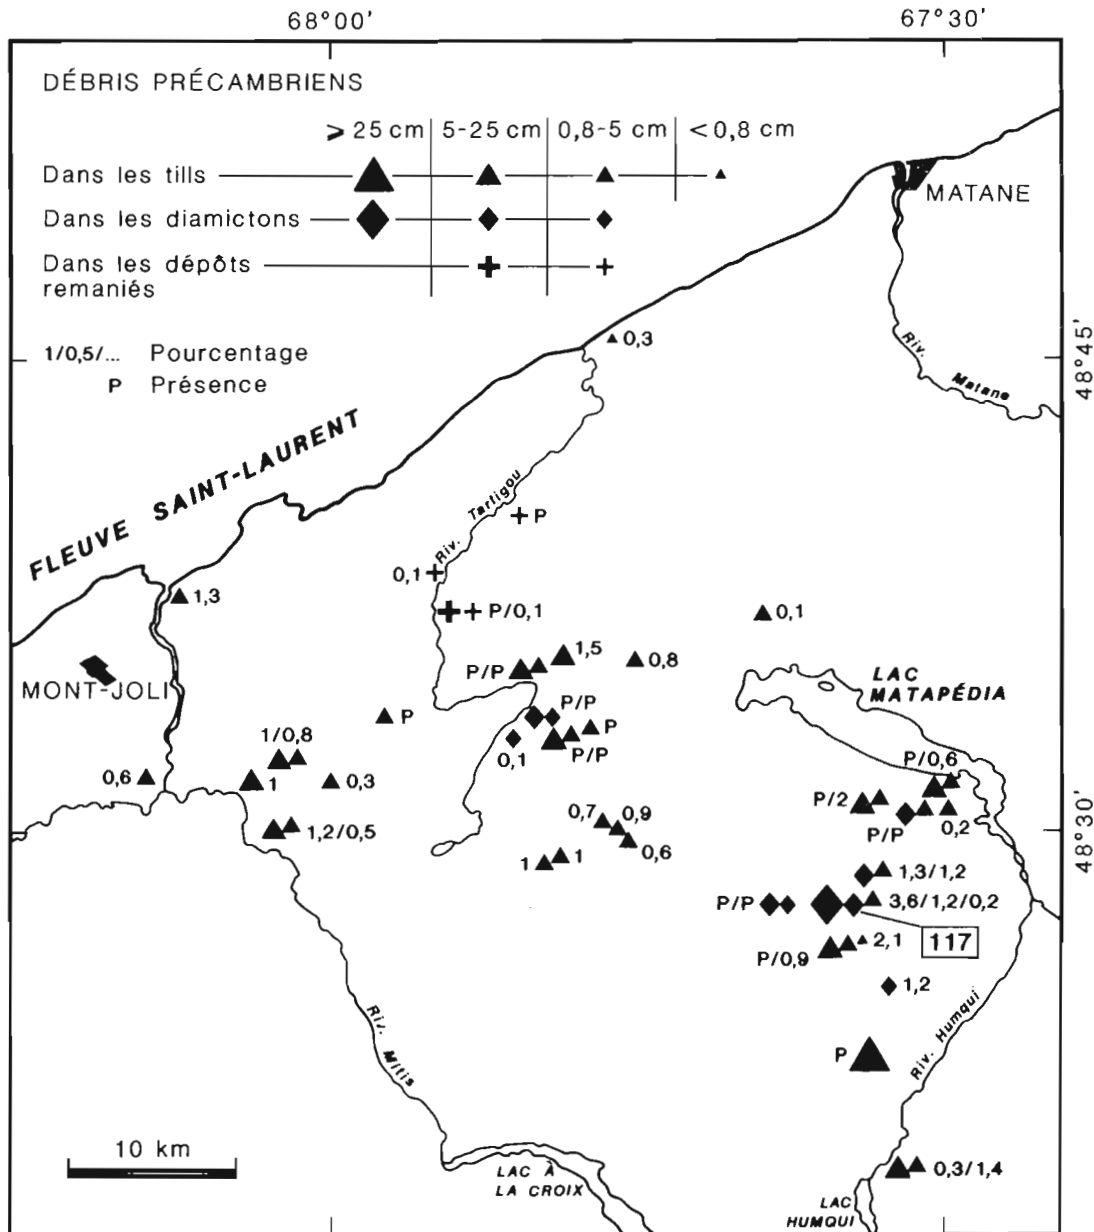 68°00'
67°30'
DÉBRIS PRÉCAMBRIENS
⩾ 25 cm 5-25 cm 0,8-5 cm < 0,8 cm
Dans les tills
Dans les diamictons
Dans les dépôts
remaniés
MATANE
1/0,5/... Pourcentage
P Présence
0,3
48°45'
Riv.
Matane
FLEUVE SAINT-LAURENT
Riv. Tartigou
P
0,1
P/0,1
1,3
0,1
1,5
P/P
0,8
MONT-JOLI
LAC
MATAPÉDIA
P
P/P
P
0,1
P/P
1/0,8
0,6
1
0,3
1,2/0,5
P/0,6
P/2
0,2
P/P
48°30'
0,7
0,9
0,6
1
1
1,3/1,2
P/P
3,6/1,2/0,2
117
2,1
P/0,9
1,2
Riv. Mitis
Riv. Humqui
P
10 km
LAC À
LA CROIX
0,3/1,4
LAC
HUMQUI